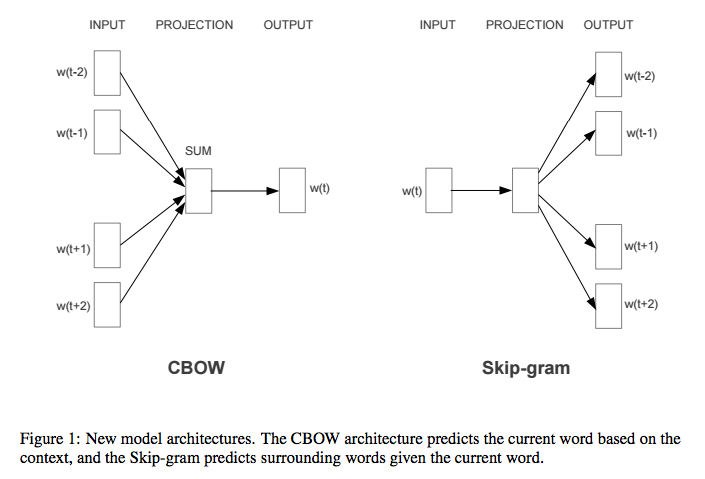 INPUT PROJECTION OUTPUT
w(t-2)
w(t-1)
SUM
w(t)
w(t+1)
w(t+2)
CBOW
INPUT PROJECTION OUTPUT
w(t-2)
w(t-1)
w(t)
w(t+1)
w(t+2)
Skip-gram
Figure 1: New model architectures. The CBOW architecture predicts the current word based on the
context, and the Skip-gram predicts surrounding words given the current word.